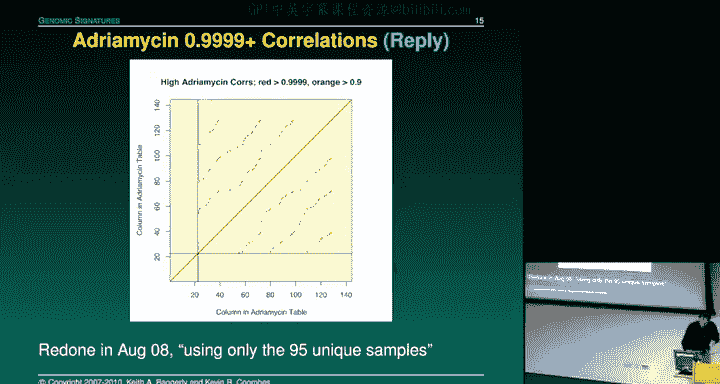 GENOMIC SIGNATURES 15
Adriamycin 0.9999+ Correlations (Reply)
High Adriamycin Corrs; red > 0.9999, orange > 0.9
140
120
100
80
60
40
20
Column in Adriamycin Table
20 40 60 80 100 120 140
Column in Adriamycin Table
Redone in Aug 08, “using only the 95 unique samples”
© Copyright 2007-2010, Keith A. Baggerly and Kevin R. Coombes